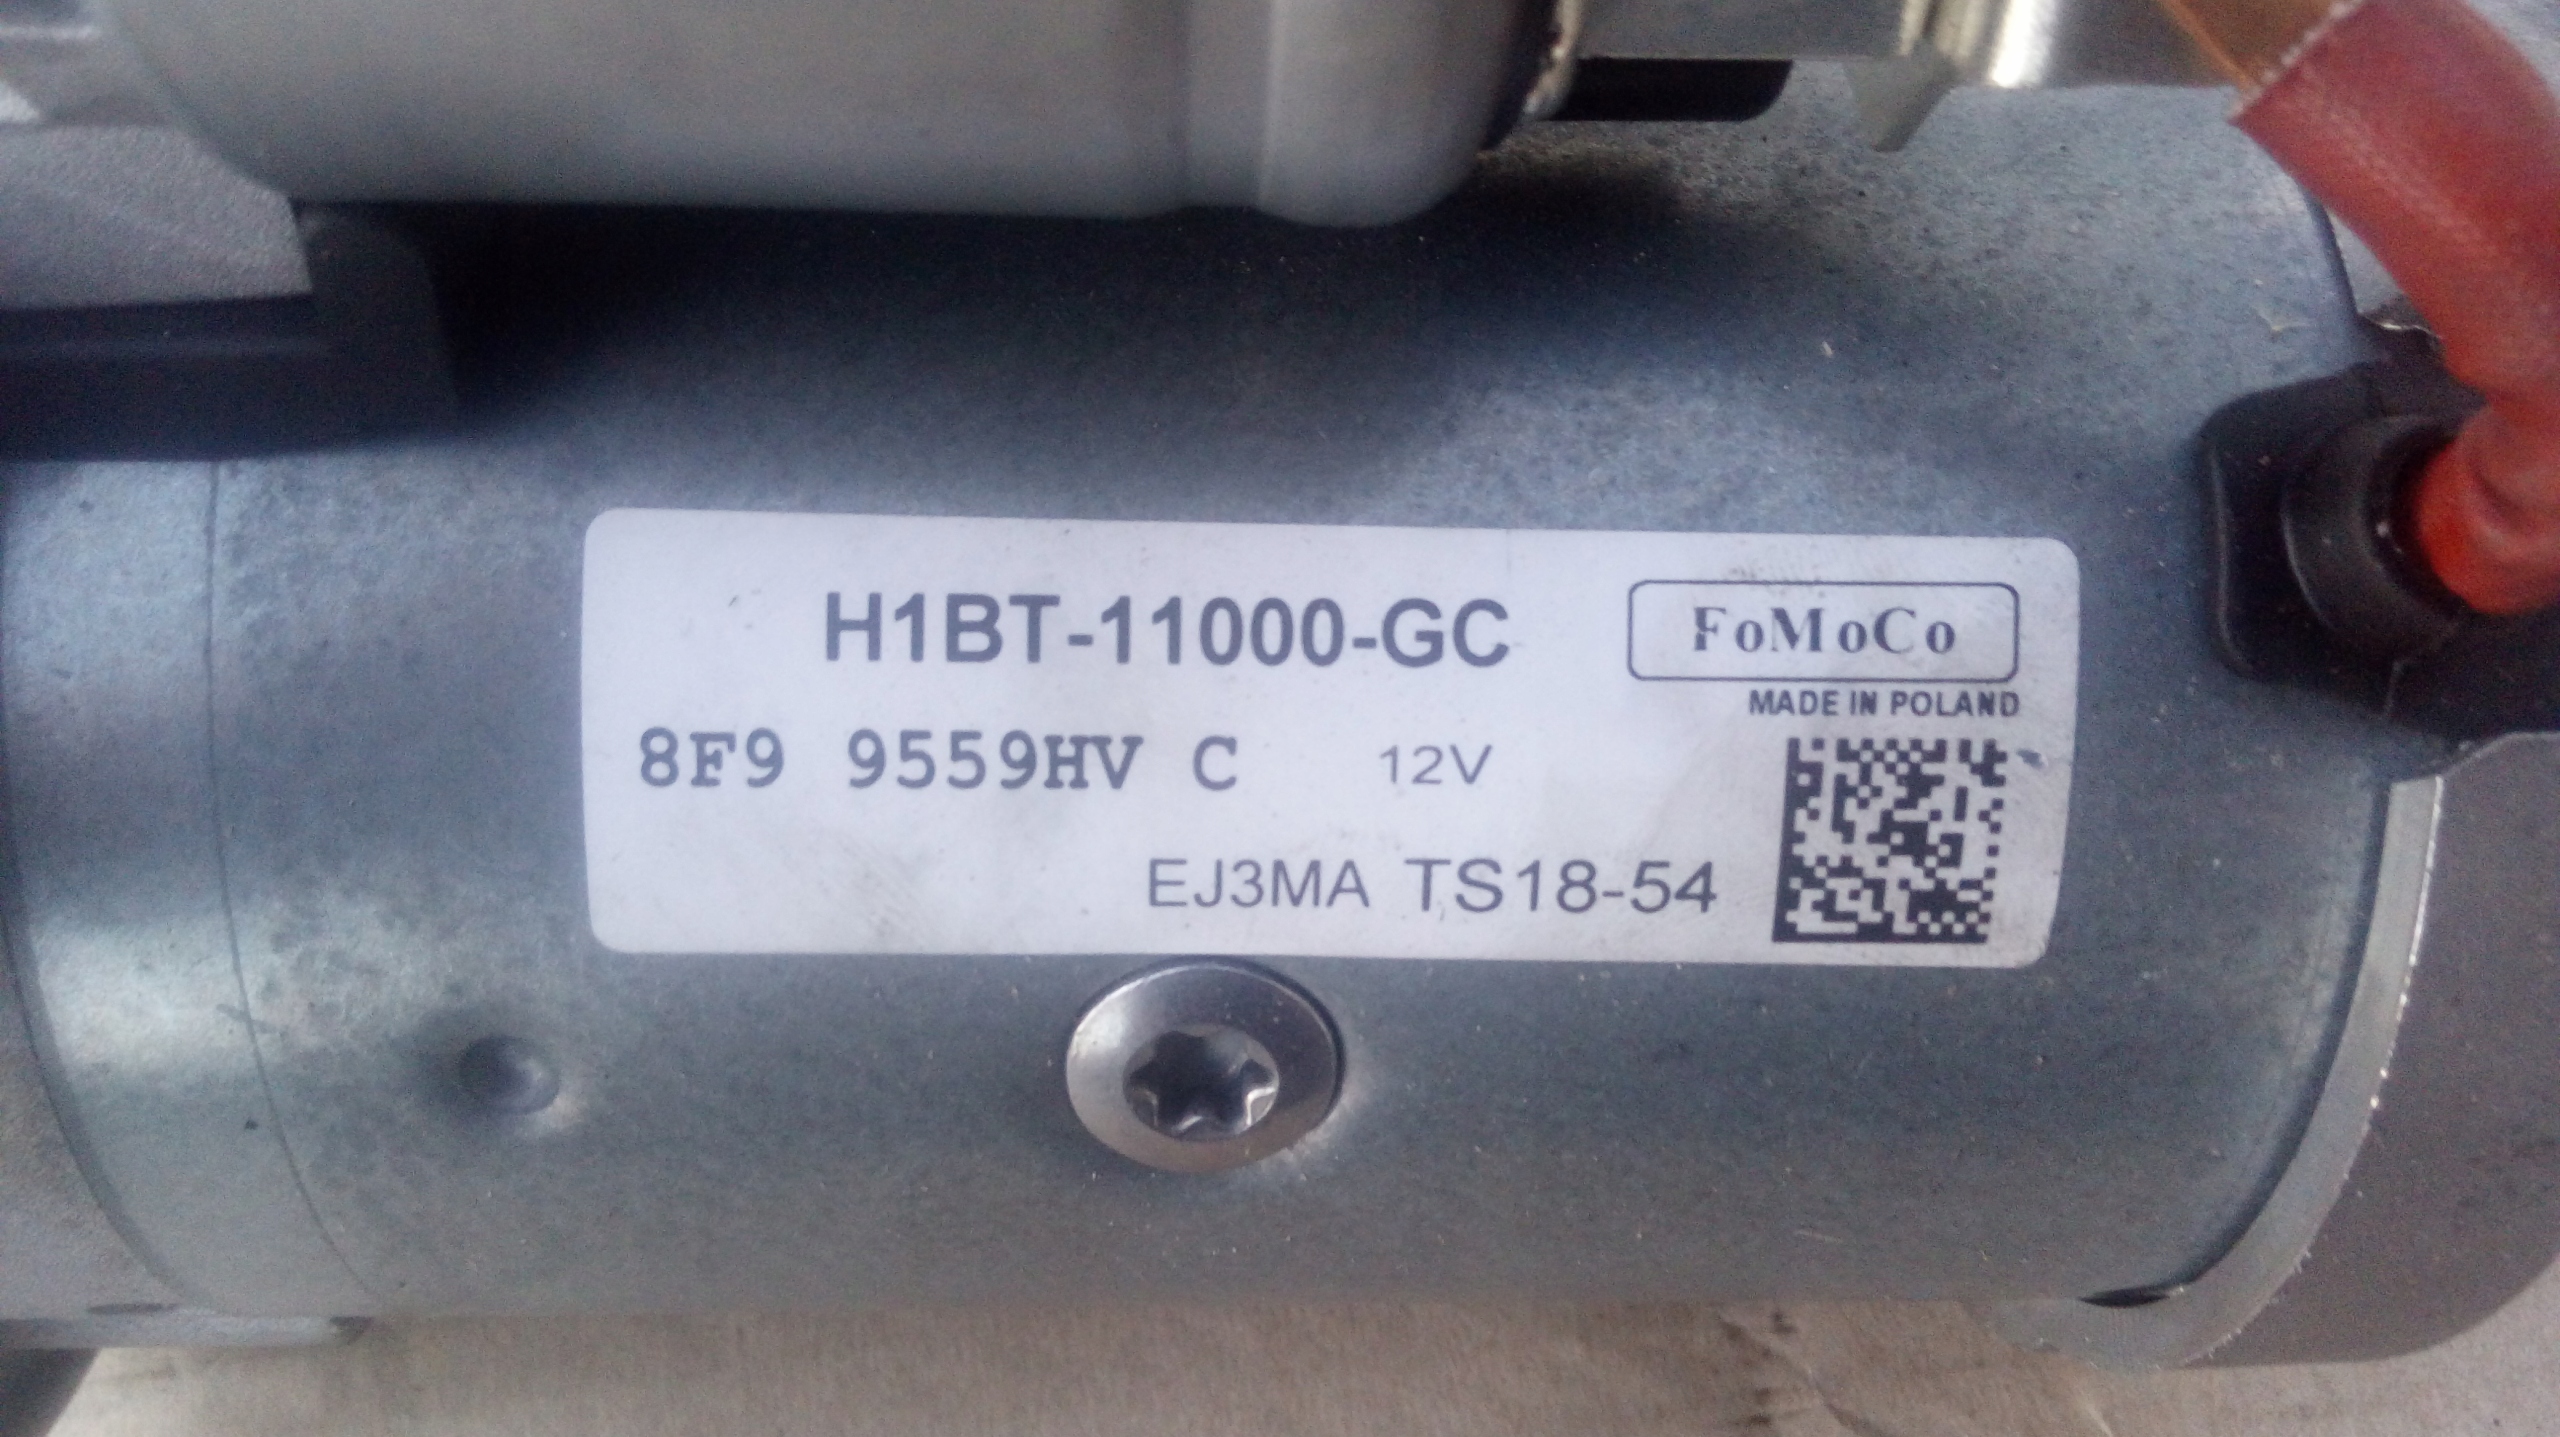 H1BT-11000-GC
FoMoCo
MADE IN POLAND
8F9 9559HV C 12V
EJ3MA TS18-54